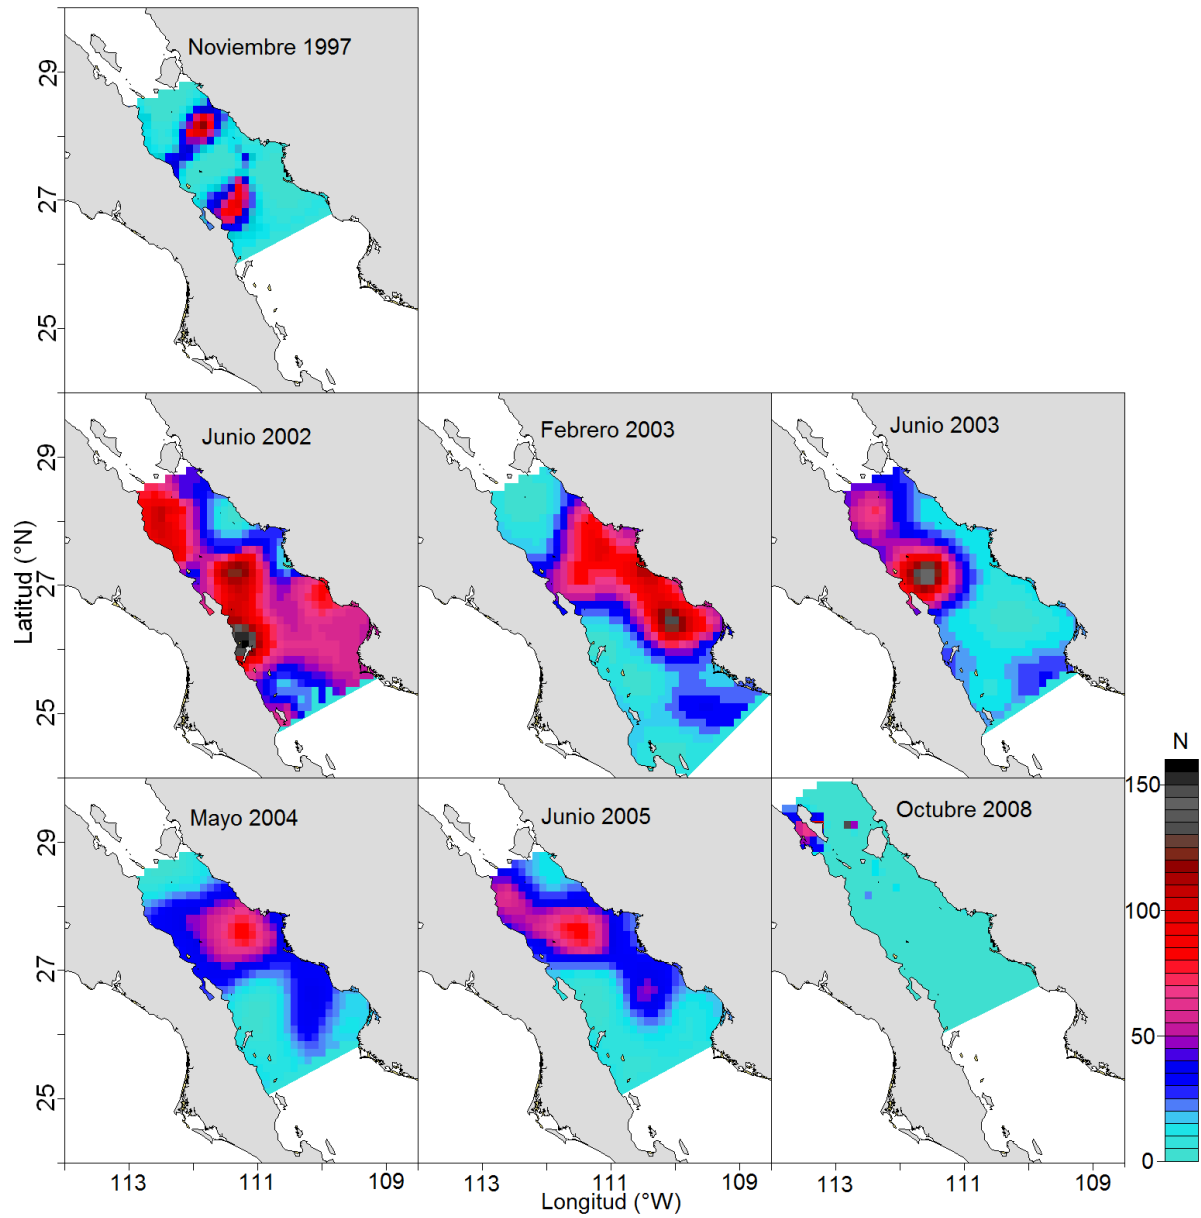 Noviembre 1997
29
27
25
Junio 2002
Febrero 2003
Junio 2003
29
27
25
Latitud (°N)
N
150
100
50
0
Mayo 2004
Junio 2005
Octubre 2008
29
27
25
113 111 109 113 111 109 113 111 109
Longitud (°W)